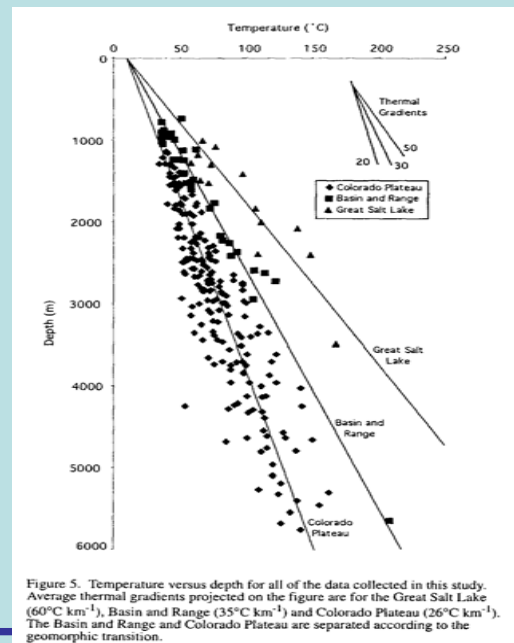 Temperature (°C)
0 50 100 150 200 250
0
1000
2000
3000
4000
5000
6000
Depth (m)
Thermal
Gradients
20 30 50
Colorado Plateau
Basin and Range
Great Salt Lake
Great Salt
Lake
Basin and
Range
Colorado
Plateau
Figure 5. Temperature versus depth for all of the data collected in this study.
Average thermal gradients projected on the figure are for the Great Salt Lake
(60°C km⁻¹), Basin and Range (35°C km⁻¹) and Colorado Plateau (26°C km⁻¹).
The Basin and Range and Colorado Plateau are separated according to the
geomorphic transition.